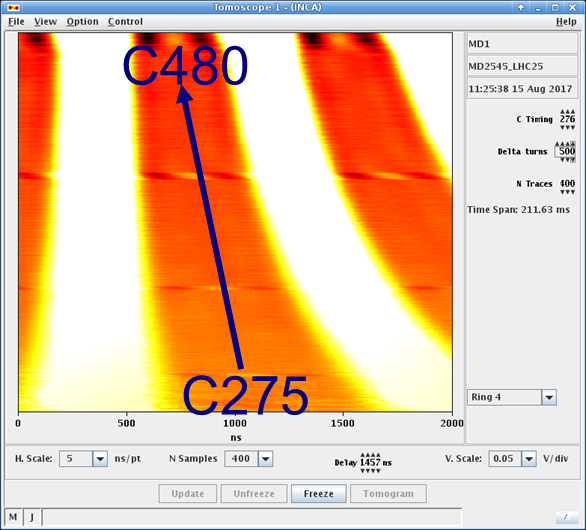 Tomoscope 1 - (INCA)
File View Option Control Help
MD1
MD2545_LHC25
11:25:38 15 Aug 2017
C Timing 276
Delta turns 500
N Traces 400
Time Span: 211.63 ms
C480
C275
Ring 4
0 500 1000 1500 2000
ns
H. Scale: 5 ns/pt N Samples 400 Delay 1457 ns V. Scale: 0.05 V/div
Update Unfreeze Freeze Tomogram
M J